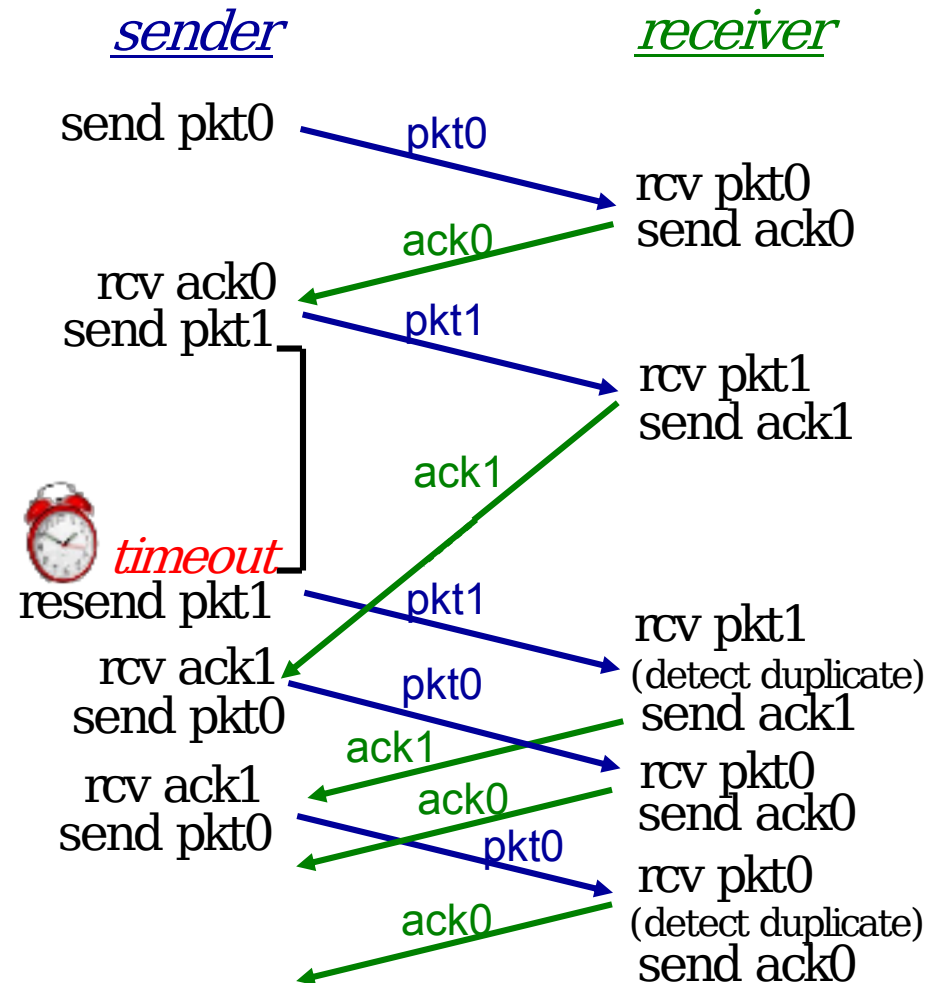 sender
receiver
send pkt0
pkt0
rcv pkt0
send ack0
ack0
rcv ack0
send pkt1
pkt1
rcv pkt1
send ack1
ack1
timeout
resend pkt1
pkt1
rcv pkt1
(detect duplicate)
send ack1
rcv ack1
send pkt0
pkt0
ack1
rcv pkt0
send ack0
rcv ack1
send pkt0
ack0
pkt0
rcv pkt0
(detect duplicate)
send ack0
ack0